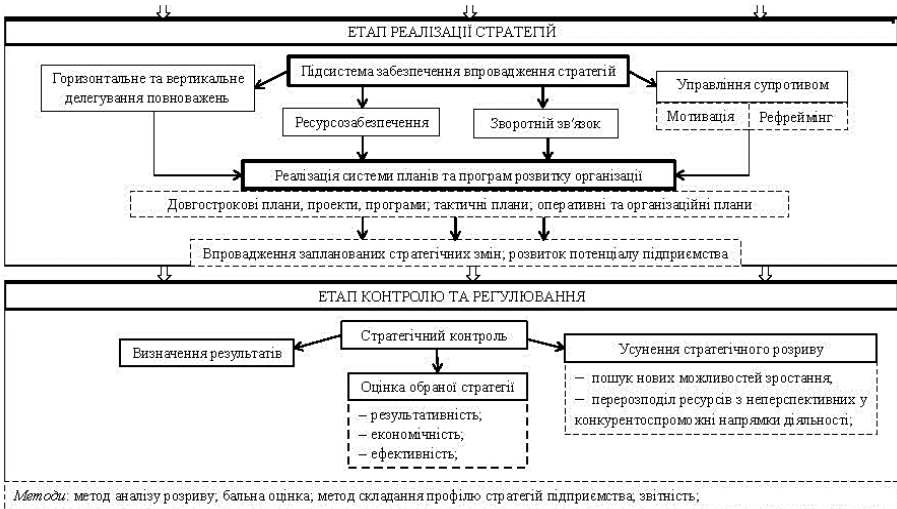 ЕТАП РЕАЛІЗАЦІЇ СТРАТЕГІЙ
Підсистема забезпечення впровадження стратегій
Горизонтальне та вертикальне
делегування повноважень
Управління супротивом
Мотивація
Рефреймінг
Ресурсозабезпечення
Зворотній зв'язок
Реалізація системи планів та програм розвитку організації
Довгострокові плани, проекти, програми; тактичні плани; оперативні та організаційні плани
Впровадження запланованих стратегічних змін; розвиток потенціалу підприємства
ЕТАП КОНТРОЛЮ ТА РЕГУЛЮВАННЯ
Стратегічний контроль
Визначення результатів
Усунення стратегічного розриву
– пошук нових можливостей зростання;
– перерозподіл ресурсів з неперспективних у
конкурентоспроможні напрямки діяльності;
Оцінка обраної стратегії
– результативність;
– економічність;
– ефективність;
Методи: метод аналізу розриву; бальна оцінка; метод складання профілю стратегій підприємства; звітність;